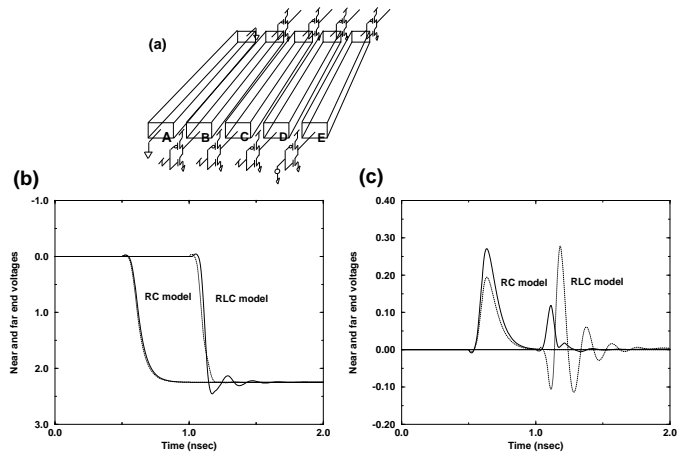 (a)
A B C D E
(b)
Near and far end voltages
-1.0
0.0
1.0
2.0
3.0
RC model
RLC model
0.0 1.0 2.0
Time (nsec)
(c)
Near and far end voltages
0.40
0.30
0.20
0.10
0.00
-0.10
-0.20
RC model
RLC model
0.0 1.0 2.0
Time (nsec)